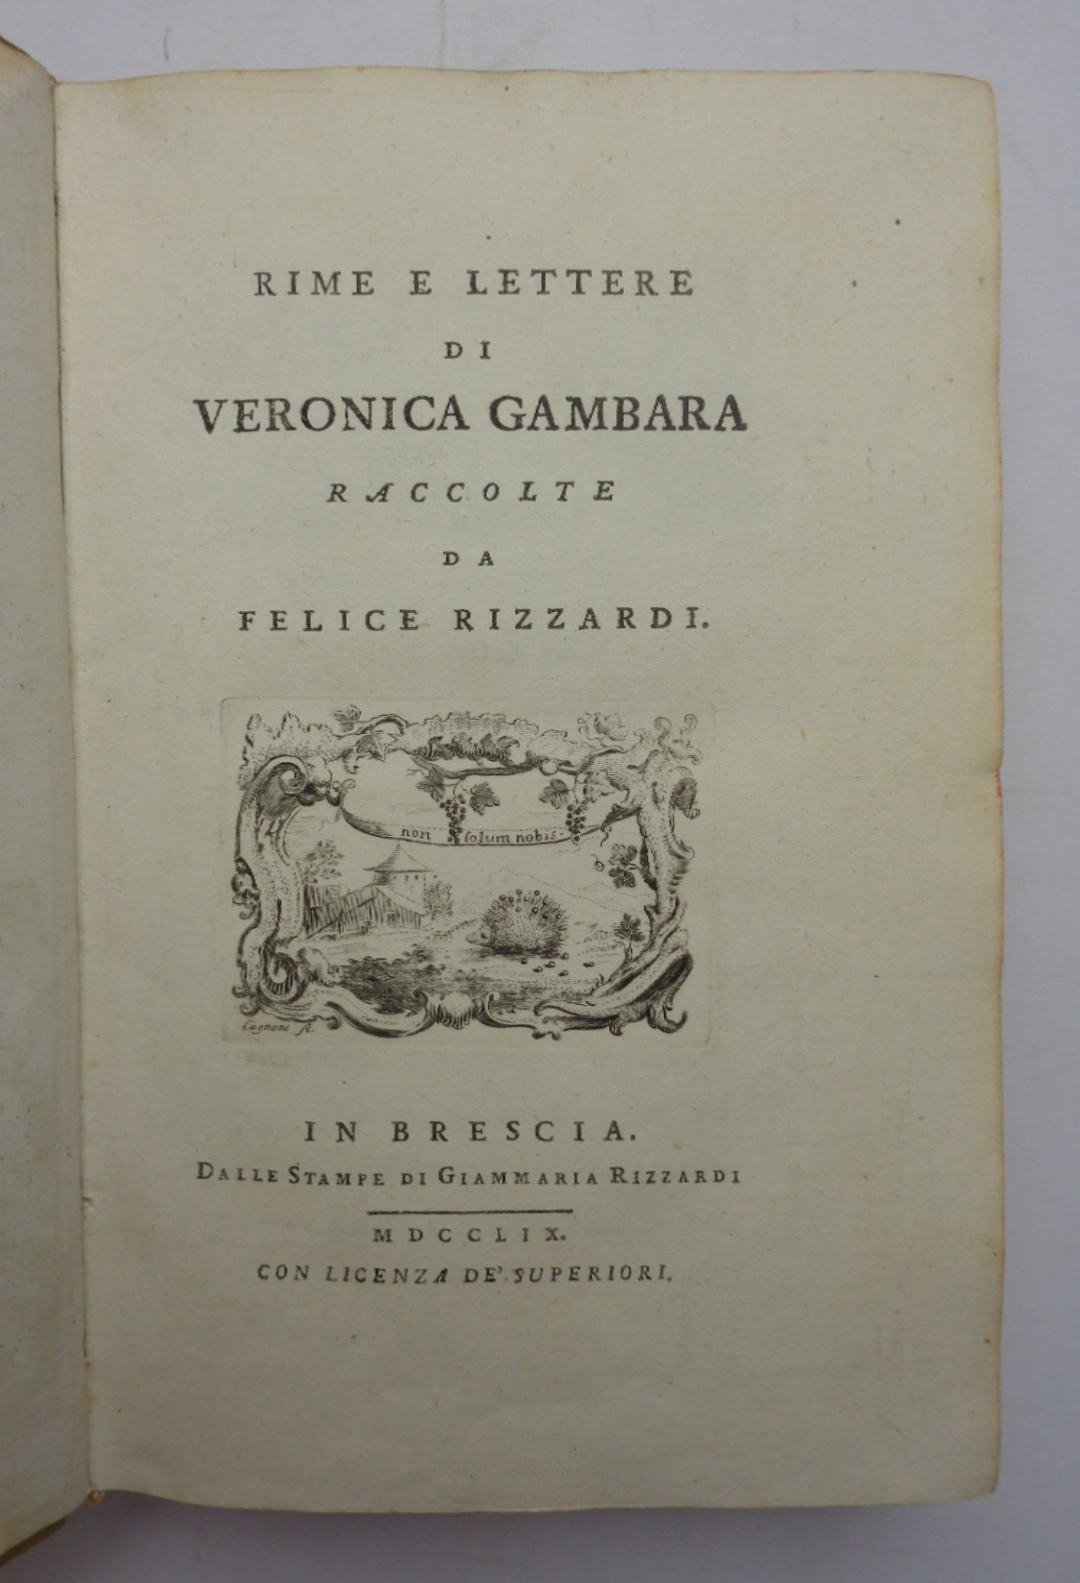 RIME E LETTERE
DI
VERONICA GAMBARA
RACCOLTE
DA
FELICE RIZZARDI.
non solum nobis
Cagnoni f.
IN BRESCIA.
DALLE STAMPE DI GIAMMARIA RIZZARDI
MDCCLIX.
CON LICENZA DE' SUPERIORI.